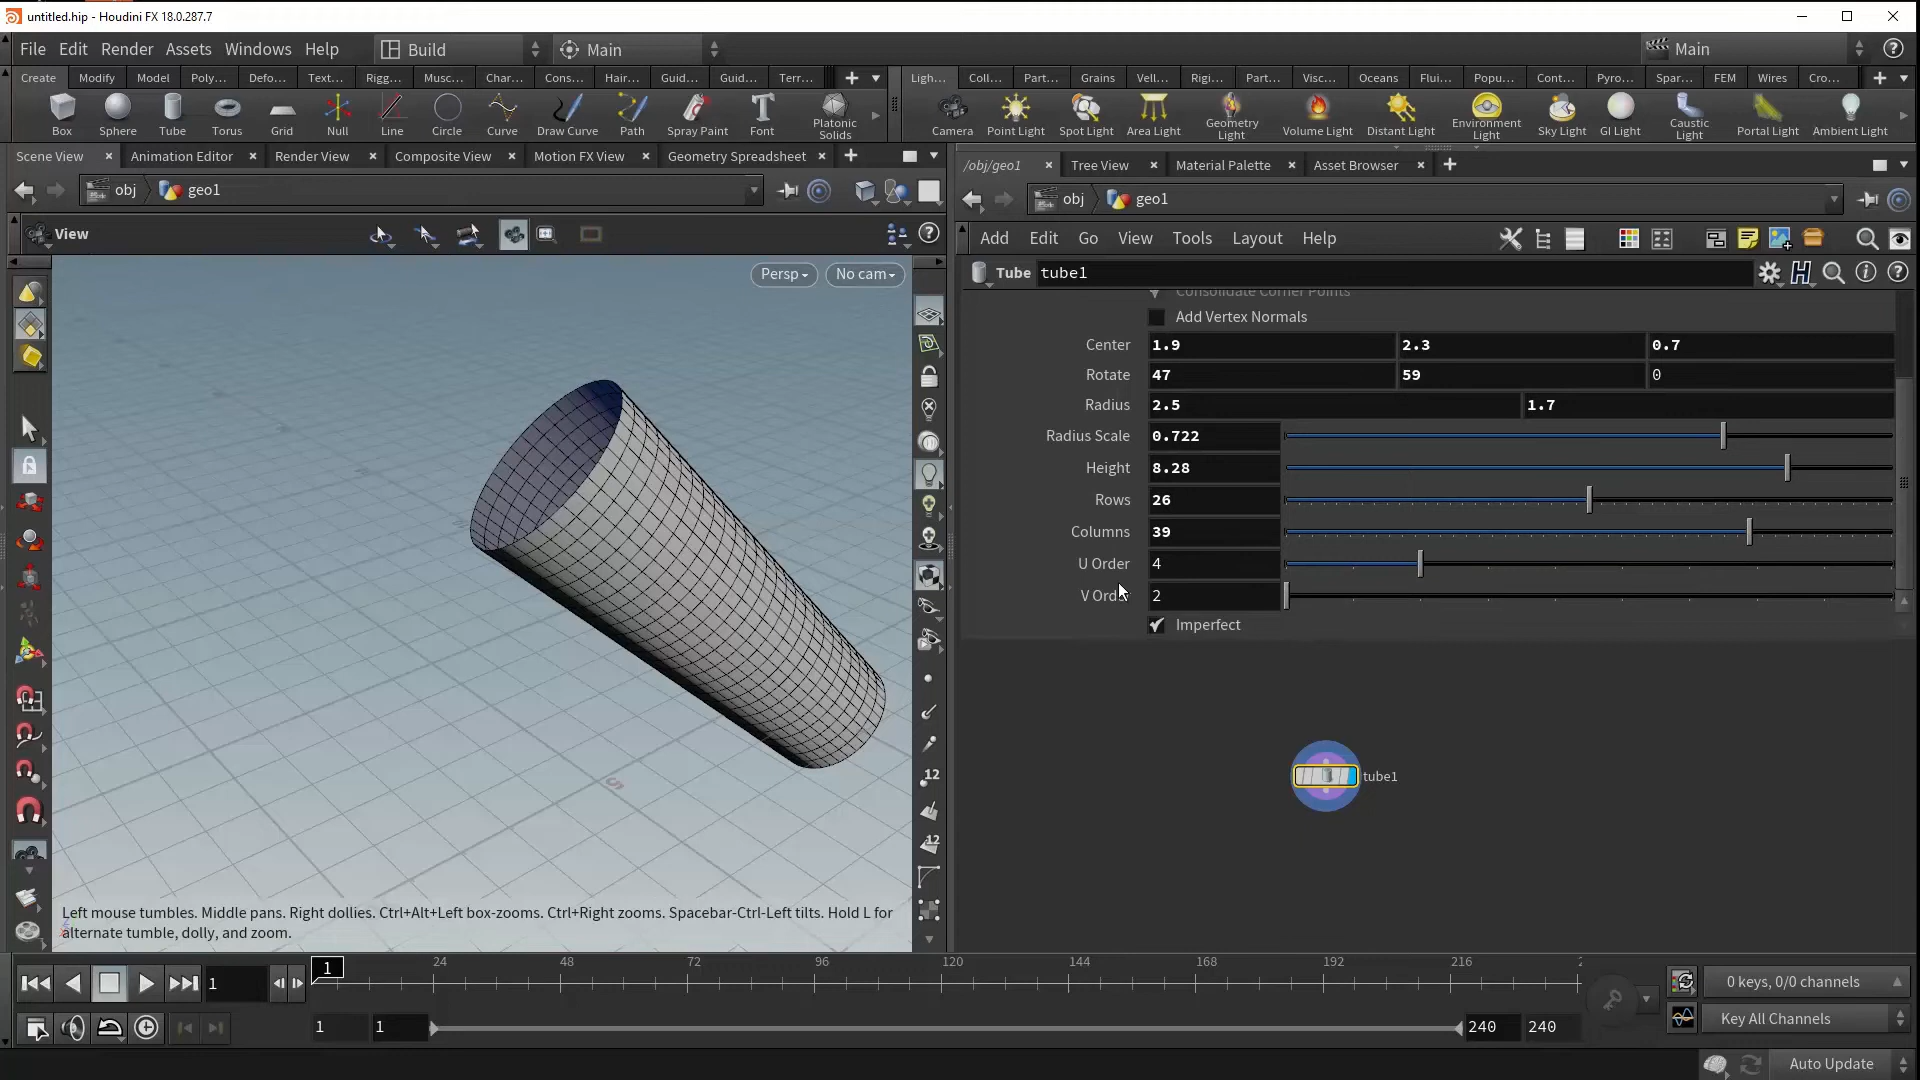 untitled.hip - Houdini FX 18.0.287.7
File Edit Render Assets Windows Help Build Main Main
Create Modify Model Poly... Defo... Text... Rigg... Musc... Char... Cons... Hair... Guid... Guid... Terr...
Ligh... Coll... Part... Grains Vell... Rigi... Part... Visc... Oceans Flui... Popu... Cont... Pyro... Spar... FEM Wires Cro...
Box Sphere Tube Torus Grid Null Line Circle Curve Draw Curve Path Spray Paint Font Platonic Solids
Camera Point Light Spot Light Area Light Geometry Light Volume Light Distant Light Environment Light Sky Light GI Light Caustic Light Portal Light Ambient Light
Scene View Animation Editor Render View Composite View Motion FX View Geometry Spreadsheet
/obj/geo1 Tree View Material Palette Asset Browser
obj geo1
obj geo1
View
Add Edit Go View Tools Layout Help
Persp No cam
Tube tube1
Consolidate Corner Points
Add Vertex Normals
Center 1.9 2.3 0.7
Rotate 47 59 0
Radius 2.5 1.7
Radius Scale 0.722
Height 8.28
Rows 26
Columns 39
U Order 4
V Order 2
Imperfect
tube1
5
12
12
Left mouse tumbles. Middle pans. Right dollies. Ctrl+Alt+Left box-zooms. Ctrl+Right zooms. Spacebar-Ctrl-Left tilts. Hold L for
alternate tumble, dolly, and zoom.
1 1 24 48 72 96 120 144 168 192 216
0 keys, 0/0 channels
1 1 240 240
Key All Channels
Auto Update